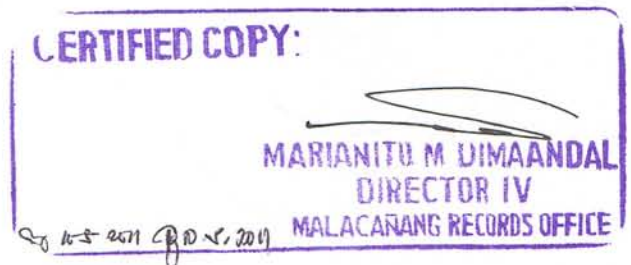 CERTIFIED COPY:
MARIANITO M DIMAANDAL
DIRECTOR IV
MALACAÑANG RECORDS OFFICE